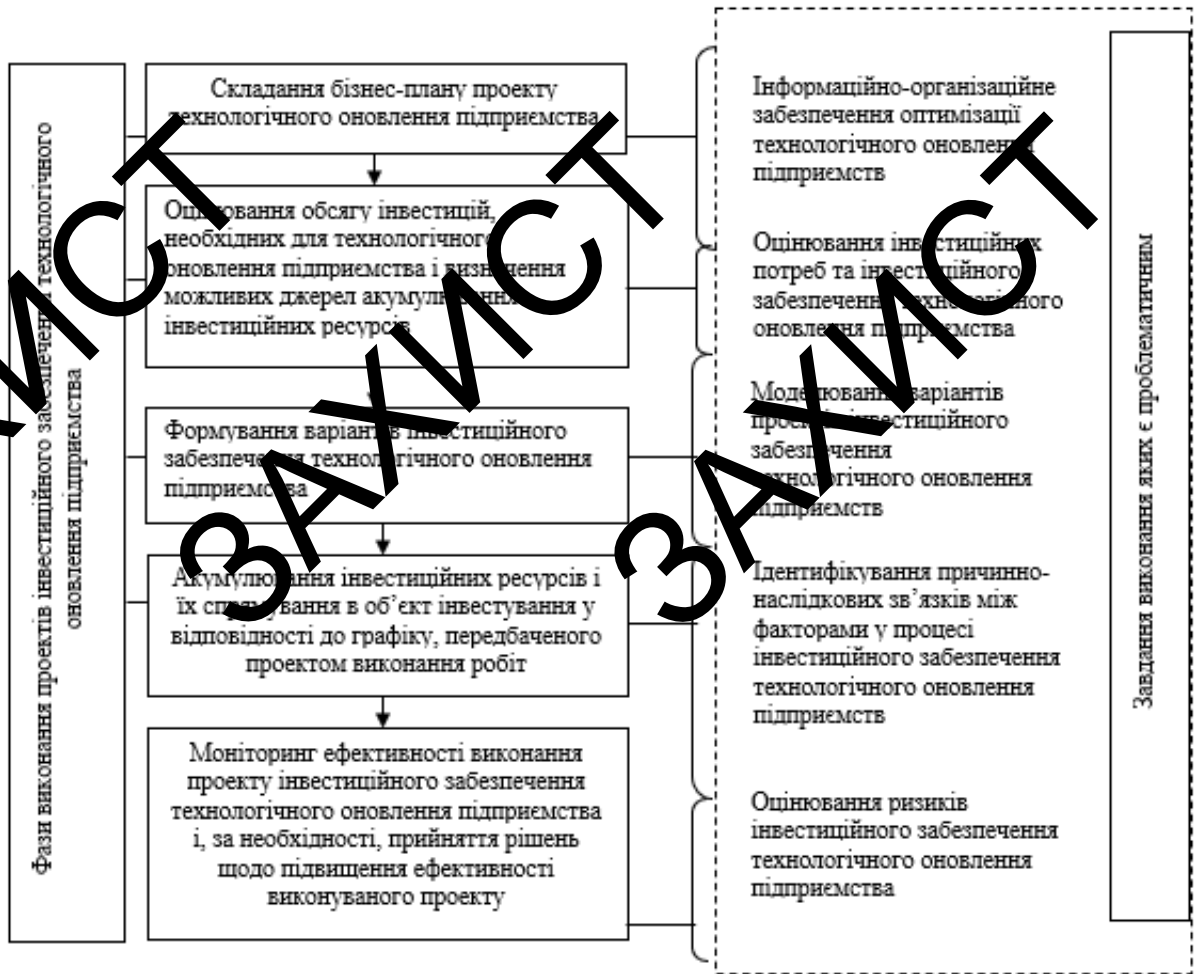 Фази виконання проектів інвестиційного забезпечення технологічного
оновлення підприємства
Складання бізнес-плану проекту
технологічного оновлення підприємства
Оцінювання обсягу інвестицій,
необхідних для технологічного
оновлення підприємства і визначення
можливих джерел акумулювання
інвестиційних ресурсів
Формування варіантів інвестиційного
забезпечення технологічного оновлення
підприємства
Акумулювання інвестиційних ресурсів і
їх спрямування в об’єкт інвестування у
відповідності до графіку, передбаченого
проектом виконання робіт
Моніторинг ефективності виконання
проекту інвестиційного забезпечення
технологічного оновлення підприємства
і, за необхідності, прийняття рішень
щодо підвищення ефективності
виконуваного проекту
Інформаційно-організаційне
забезпечення оптимізації
технологічного оновлення
підприємств
Оцінювання інвестиційних
потреб та інвестиційного
забезпечення технологічного
оновлення підприємства
Моделювання варіантів
інвестиційного
забезпечення
технологічного оновлення
підприємств
Ідентифікування причинно-
наслідкових зв’язків між
факторами у процесі
інвестиційного забезпечення
технологічного оновлення
підприємств
Оцінювання ризиків
інвестиційного забезпечення
технологічного оновлення
підприємства
Завдання виконання яких є проблематичним
ЗАХИСТ
ЗАХИСТ